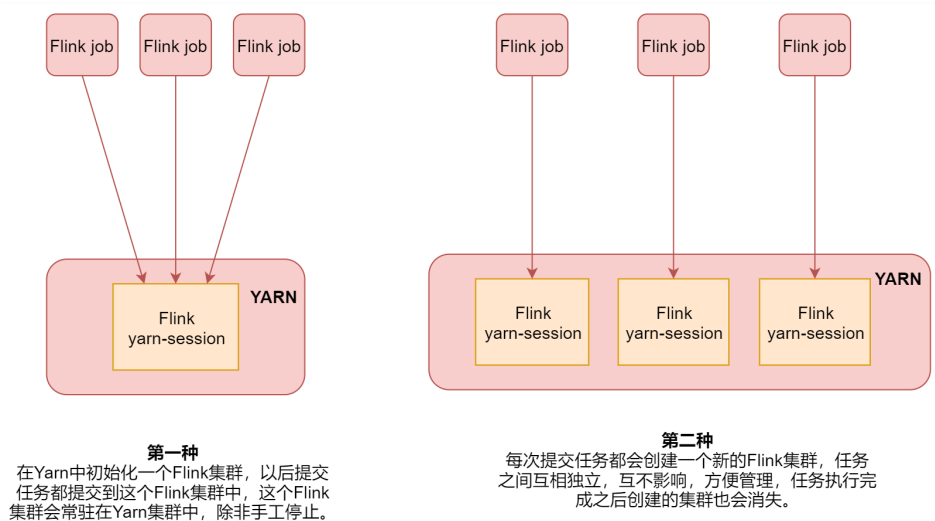 Flink job
Flink job
Flink job
YARN
Flink
yarn-session
第一种
在Yarn中初始化一个Flink集群，以后提交
任务都提交到这个Flink集群中，这个Flink
集群会常驻在Yarn集群中，除非手工停止。
Flink job
Flink job
Flink job
YARN
Flink
yarn-session
Flink
yarn-session
Flink
yarn-session
第二种
每次提交任务都会创建一个新的Flink集群，任务
之间互相独立，互不影响，方便管理，任务执行完
成之后创建的集群也会消失。